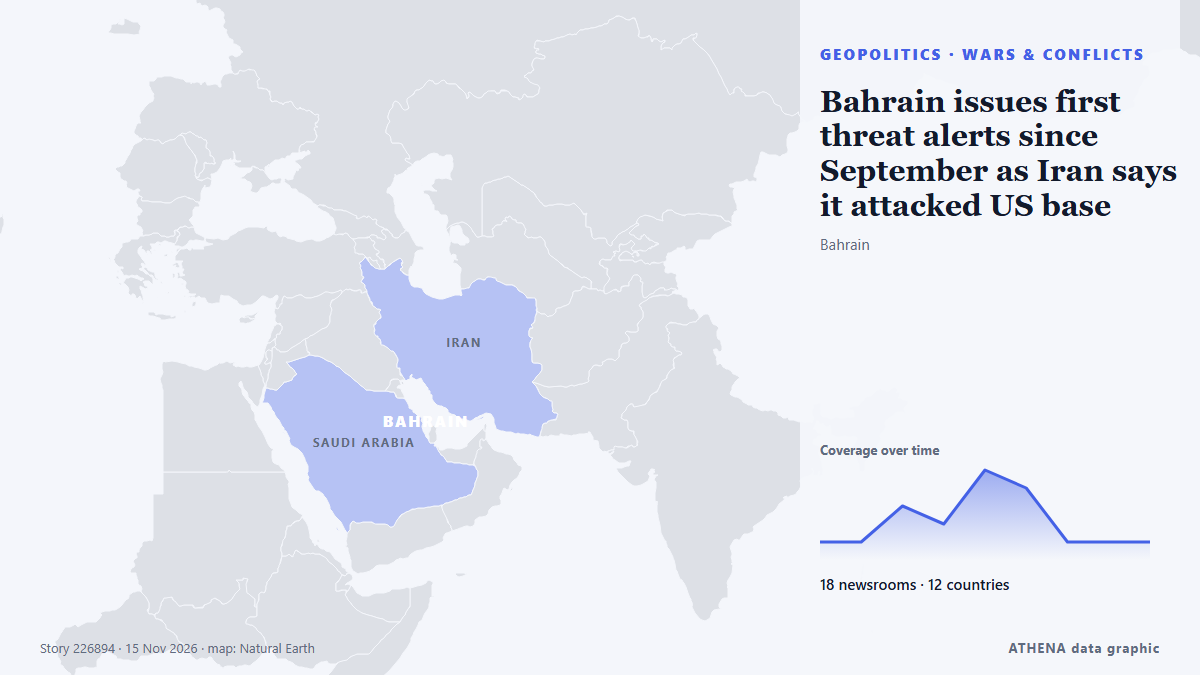 GEOPOLITICS · WARS & CONFLICTS
Bahrain issues first
threat alerts since
September as Iran says
it attacked US base
Bahrain
IRAN
BAHRAIN
SAUDI ARABIA
Coverage over time
18 newsrooms · 12 countries
Story 226894 · 15 Nov 2026 · map: Natural Earth
ATHENA data graphic